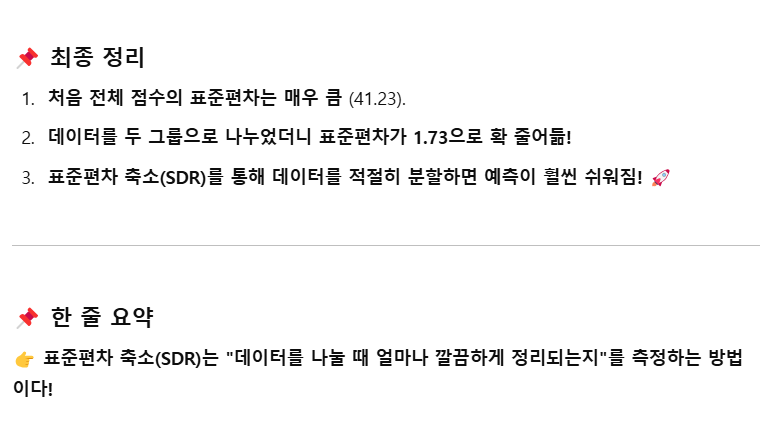 📌 최종 정리
1. 처음 전체 점수의 표준편차는 매우 큼 (41.23).
2. 데이터를 두 그룹으로 나누었더니 표준편차가 1.73으로 확 줄어듦!
3. 표준편차 축소(SDR)를 통해 데이터를 적절히 분할하면 예측이 훨씬 쉬워짐! 🚀
📌 한 줄 요약
👉 표준편차 축소(SDR)는 "데이터를 나눌 때 얼마나 깔끔하게 정리되는지"를 측정하는 방법
이다!